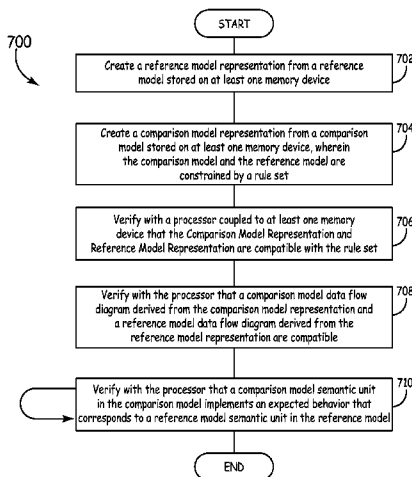 START
700
Create a reference model representation from a reference
model stored on at least one memory device
702
Create a comparison model representation from a comparison
model stored on at least one memory device, wherein
the comparison model and the reference model are
constrained by a rule set
704
Verify with a processor coupled to at least one memory
device that the Comparison Model Representation and
Reference Model Representation are compatible with the rule set
706
Verify with the processor that a comparison model data flow
diagram derived from the comparison model representation and
a reference model data flow diagram derived from the
reference model representation are compatible
708
Verify with the processor that a comparison model semantic unit
in the comparison model implements an expected behavior that
corresponds to a reference model semantic unit in the reference model
710
END